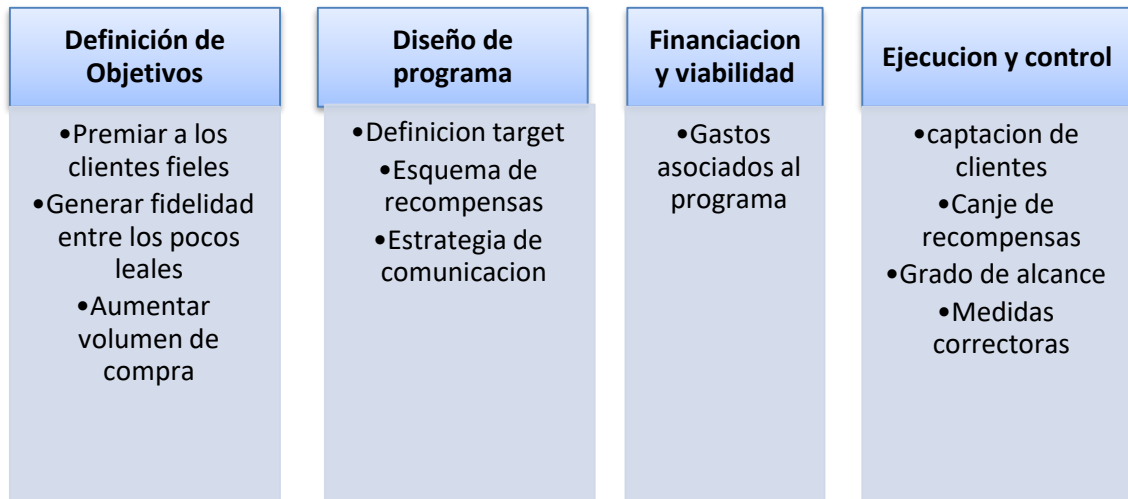 Definición de
Objetivos
•Premiar a los
clientes fieles
•Generar fidelidad
entre los pocos
leales
•Aumentar
volumen de
compra
Diseño de
programa
•Definicion target
•Esquema de
recompensas
•Estrategia de
comunicacion
Financiacion
y viabilidad
•Gastos
asociados al
programa
Ejecucion y control
•captacion de
clientes
•Canje de
recompensas
•Grado de alcance
•Medidas
correctoras